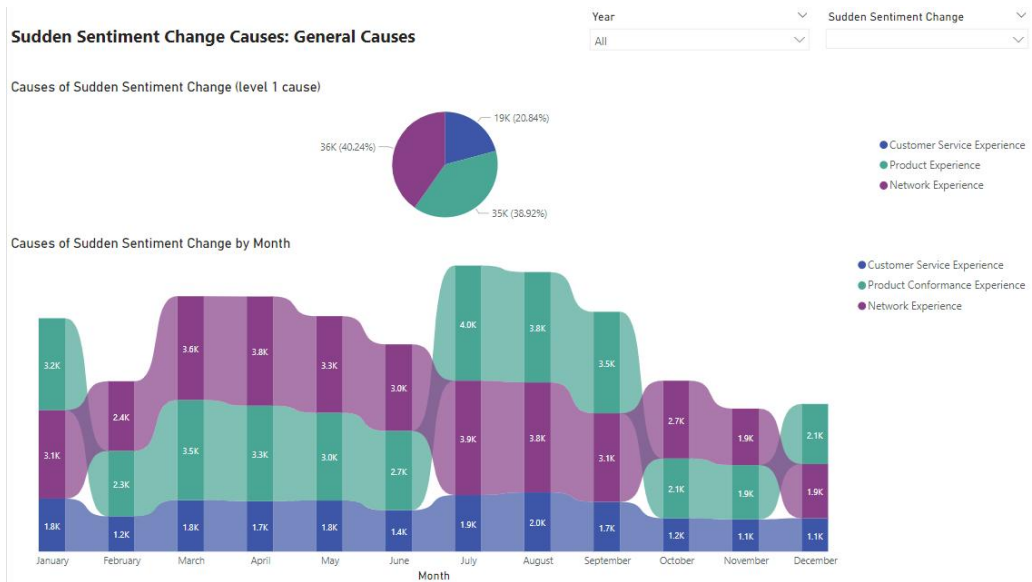 Year
Sudden Sentiment Change
Sudden Sentiment Change Causes: General Causes
All
Causes of Sudden Sentiment Change (level 1 cause)
19K (20.84%)
36K (40.24%)
35K (38.92%)
Customer Service Experience
Product Experience
Network Experience
Causes of Sudden Sentiment Change by Month
Customer Service Experience
Product Conformance Experience
Network Experience
3.2K 2.4K 3.6K 3.8K 3.3K 3.0K 4.0K 3.8K 3.5K 2.7K 1.9K 2.1K
3.1K 2.3K 3.5K 3.3K 3.0K 2.7K 3.9K 3.8K 3.1K 2.1K 1.9K 1.9K
1.8K 1.2K 1.8K 1.7K 1.8K 1.4K 1.9K 2.0K 1.7K 1.2K 1.1K 1.1K
January February March April May June July August September October November December
Month